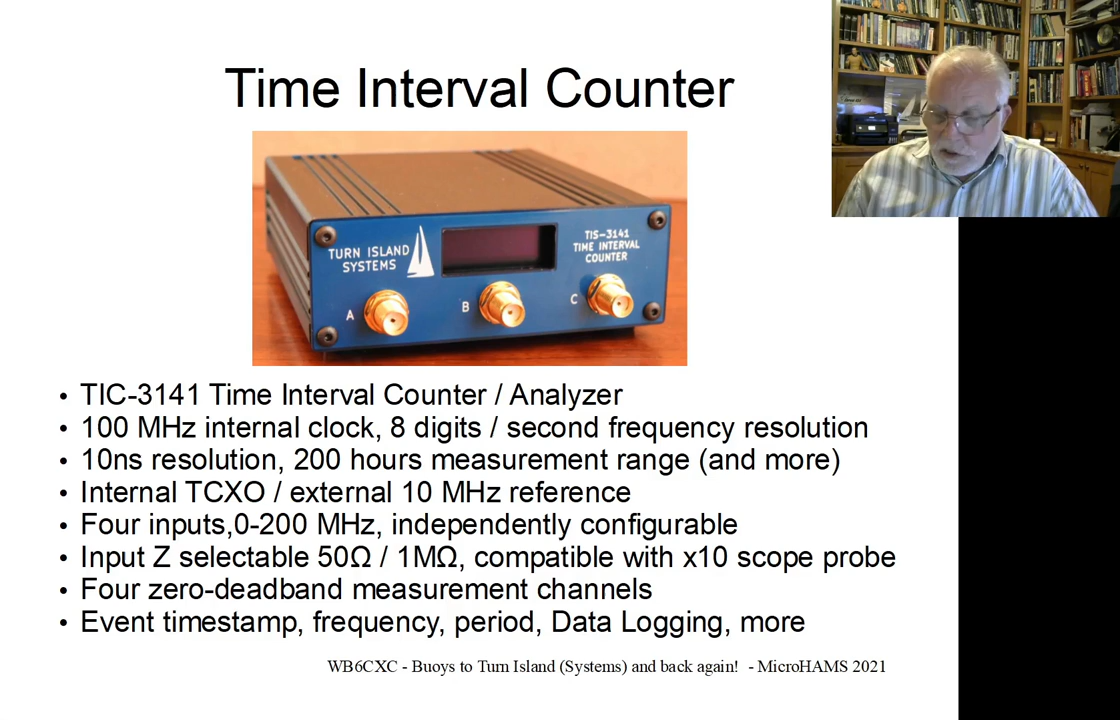 Time Interval Counter
TURN ISLAND
SYSTEMS
TIS-3141
TIME INTERVAL
COUNTER
A
B
C
• TIC-3141 Time Interval Counter / Analyzer
• 100 MHz internal clock, 8 digits / second frequency resolution
• 10ns resolution, 200 hours measurement range (and more)
• Internal TCXO / external 10 MHz reference
• Four inputs,0-200 MHz, independently configurable
• Input Z selectable 50Ω / 1MΩ, compatible with x10 scope probe
• Four zero-deadband measurement channels
• Event timestamp, frequency, period, Data Logging, more
WB6CXC - Buoys to Turn Island (Systems) and back again! - MicroHAMS 2021